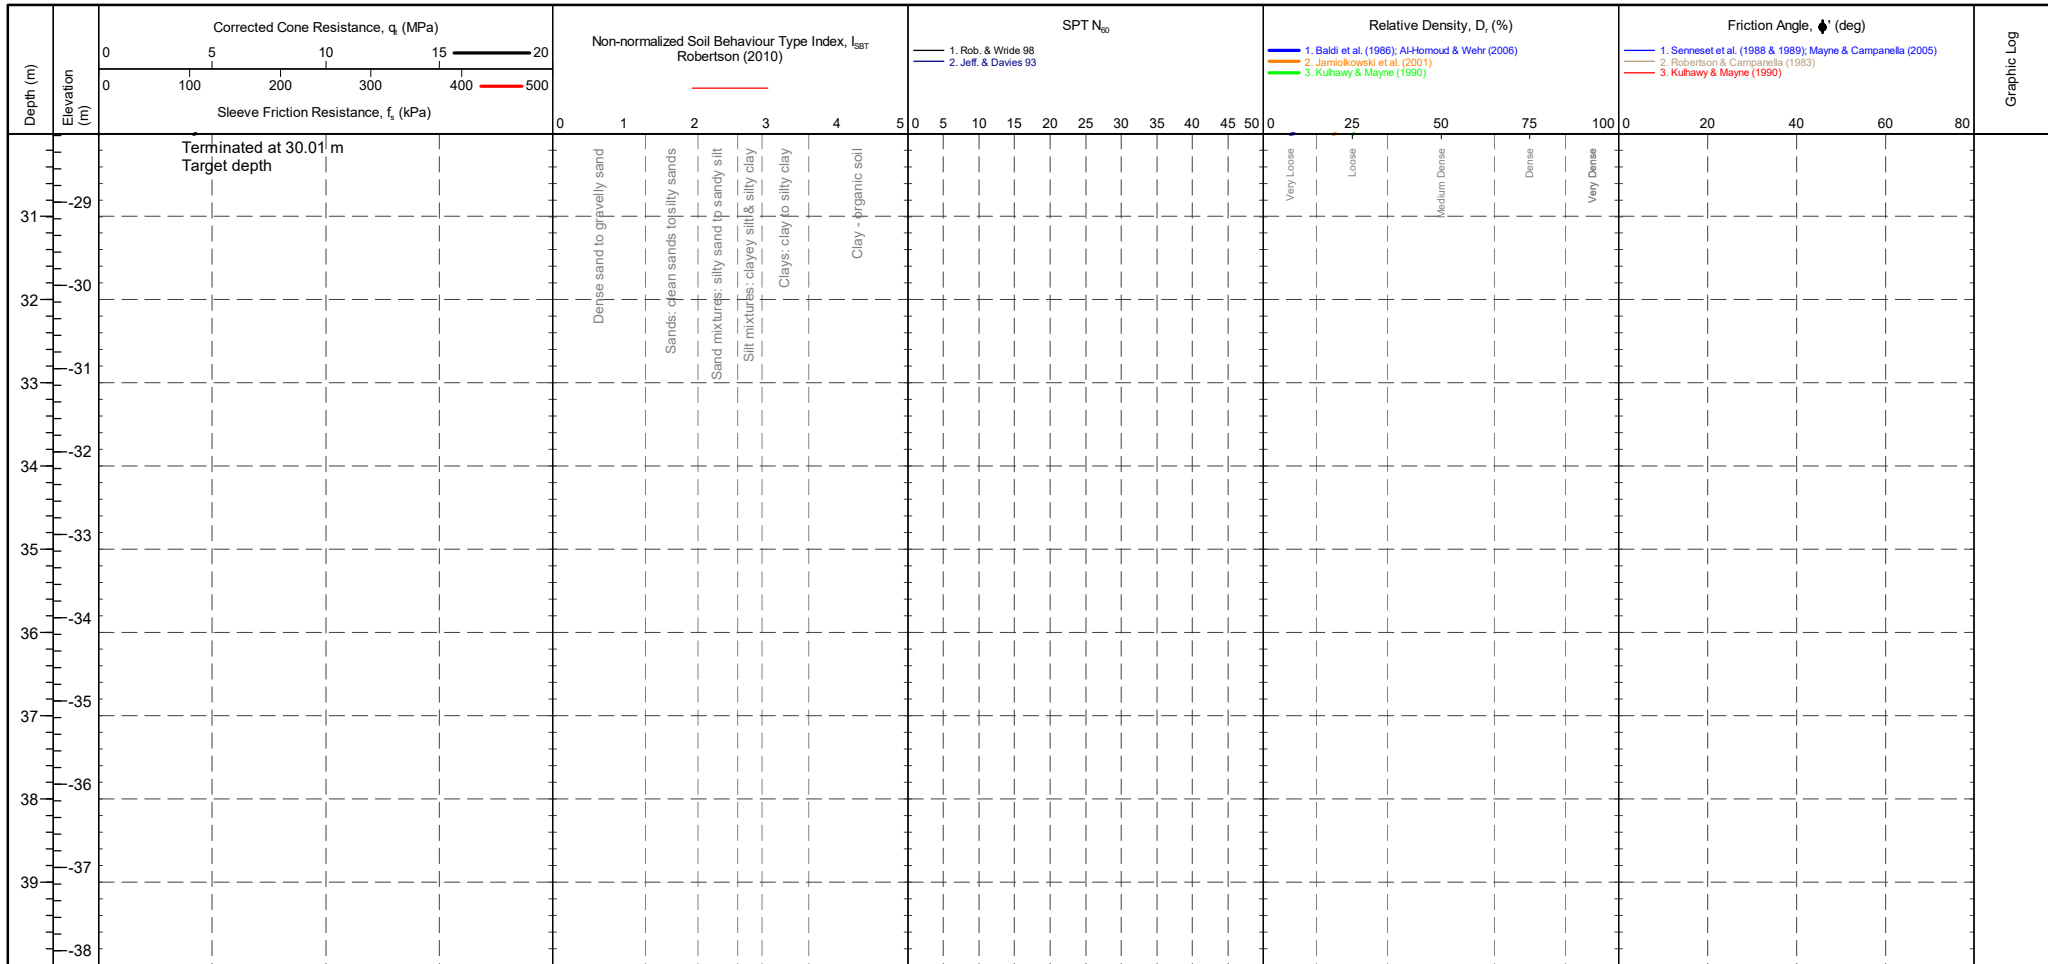 Depth (m)
Elevation (m)
Corrected Cone Resistance, qt (MPa)
0 5 10 15 20
0 100 200 300 400 500
Sleeve Friction Resistance, fs (kPa)
Non-normalized Soil Behaviour Type Index, ISBT
Robertson (2010)
0 1 2 3 4 5
SPT N60
1. Rob. & Wride 98
2. Jeff. & Davies 93
0 5 10 15 20 25 30 35 40 45 50
Relative Density, Dr (%)
1. Baldi et al. (1986); Al-Homoud & Wehr (2006)
2. Jamiolkowski et al. (2001)
3. Kulhawy & Mayne (1990)
0 25 50 75 100
Friction Angle, ϕ' (deg)
1. Senneset et al. (1988 & 1989); Mayne & Campanella (2005)
2. Robertson & Campanella (1983)
3. Kulhawy & Mayne (1990)
0 20 40 60 80
Graphic Log
Terminated at 30.01 m
Target depth
Dense sand to gravelly sand
Sands: clean sands to silty sands
Sand mixtures: silty sand to sandy silt
Silt mixtures: clayey silt & silty clay
Clays: clay to silty clay
Clay - organic soil
Very Loose
Loose
Medium Dense
Dense
Very Dense
-29
31
-30
32
-31
33
-32
34
-33
35
-34
36
-35
37
-36
38
-37
39
-38